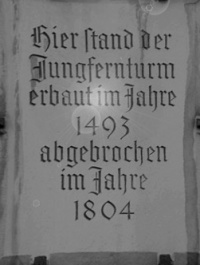 Hier stand der
Jungfernturm
erbaut im Jahre
1493
abgebrochen
im Jahre
1804